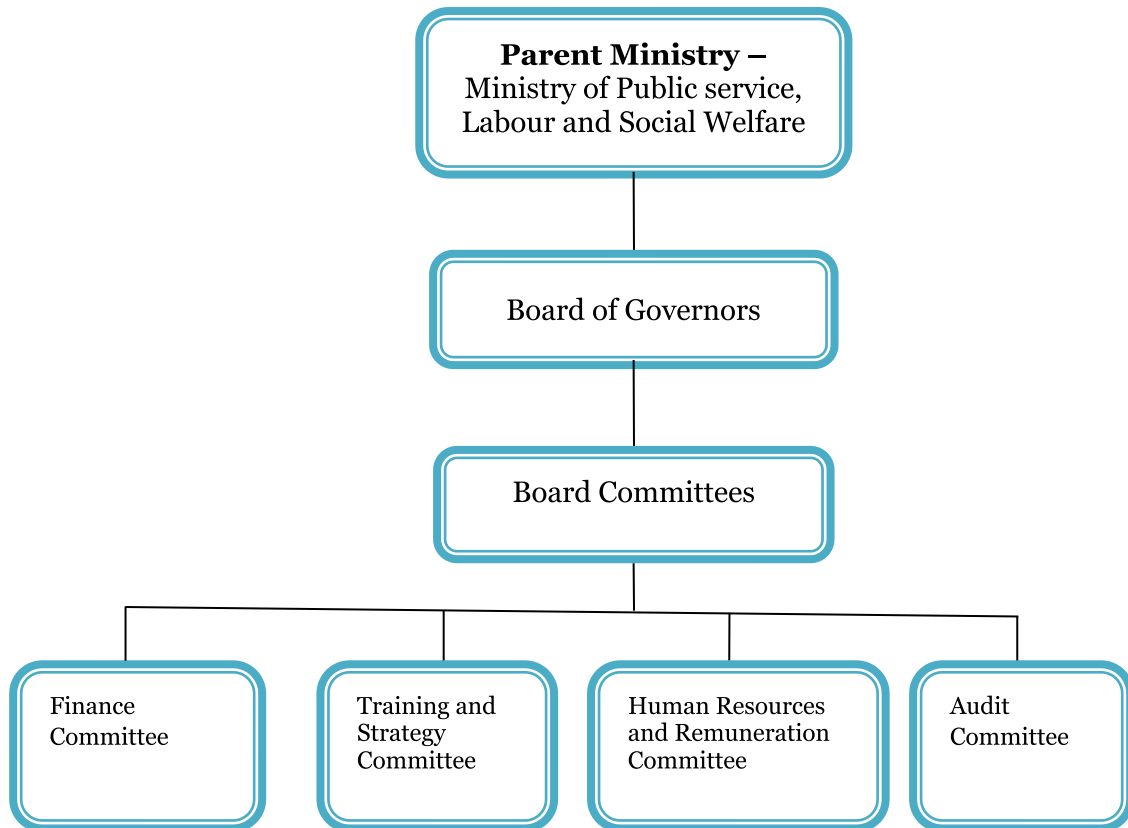 Parent Ministry –
Ministry of Public service,
Labour and Social Welfare
Board of Governors
Board Committees
Finance
Committee
Training and
Strategy
Committee
Human Resources
and Remuneration
Committee
Audit
Committee